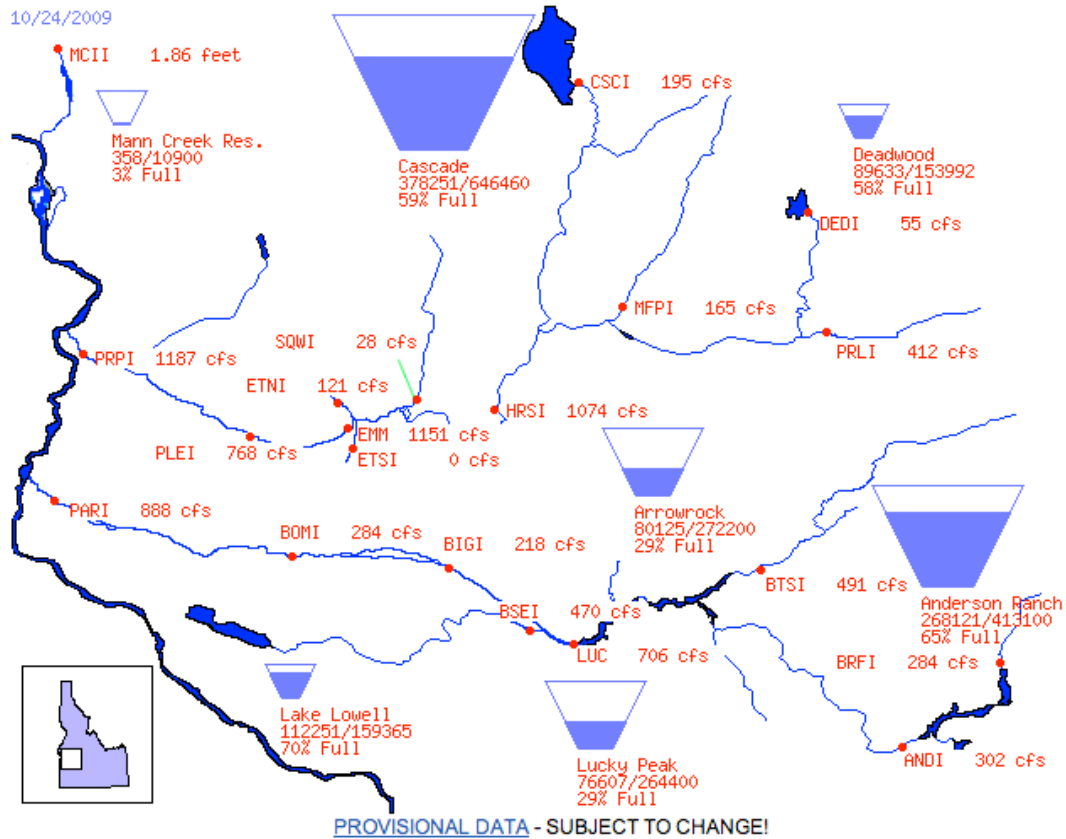 10/24/2009
MCII 1.86 feet
CSCI 195 cfs
Mann Creek Res.
358/10900
3% Full
Cascade
378251/646460
59% Full
Deadwood
89633/153992
58% Full
DEDI 55 cfs
MFPI 165 cfs
SQWI 28 cfs
PRPI 1187 cfs
PRLI 412 cfs
ETNI 121 cfs
HRSI 1074 cfs
EMM 1151 cfs
PLEI 768 cfs
ETSI 0 cfs
PARI 888 cfs
Arrowrock
80125/272200
29% Full
BOMI 284 cfs
BIGI 218 cfs
BTSI 491 cfs
Anderson Ranch
268121/413100
65% Full
BSEI 470 cfs
LUC 706 cfs
BRFI 284 cfs
Lake Lowell
112251/159365
70% Full
Lucky Peak
76607/264400
29% Full
ANDI 302 cfs
PROVISIONAL DATA - SUBJECT TO CHANGE!